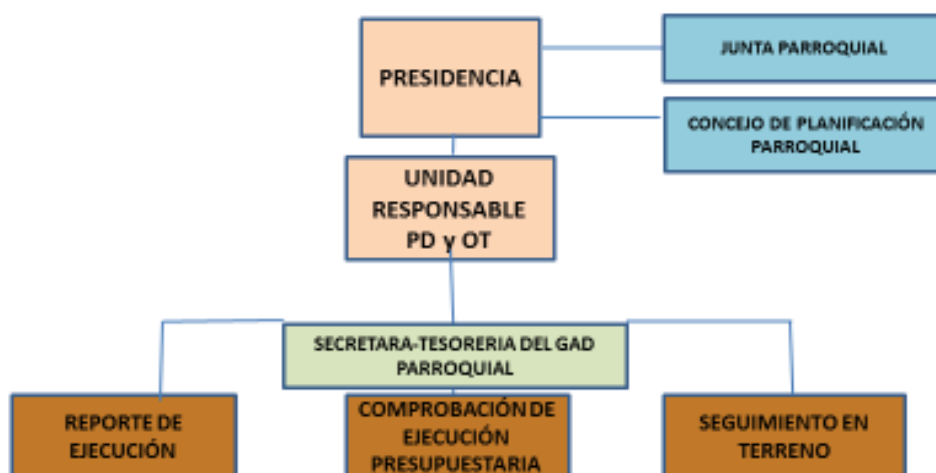 PRESIDENCIA
JUNTA PARROQUIAL
CONCEJO DE PLANIFICACIÓN
PARROQUIAL
UNIDAD
RESPONSABLE
PD y OT
SECRETARA-TESORERIA DEL GAD
PARROQUIAL
REPORTE DE
EJECUCIÓN
COMPROBACIÓN DE
EJECUCIÓN
PRESUPUESTARIA
SEGUIMIENTO EN
TERRENO